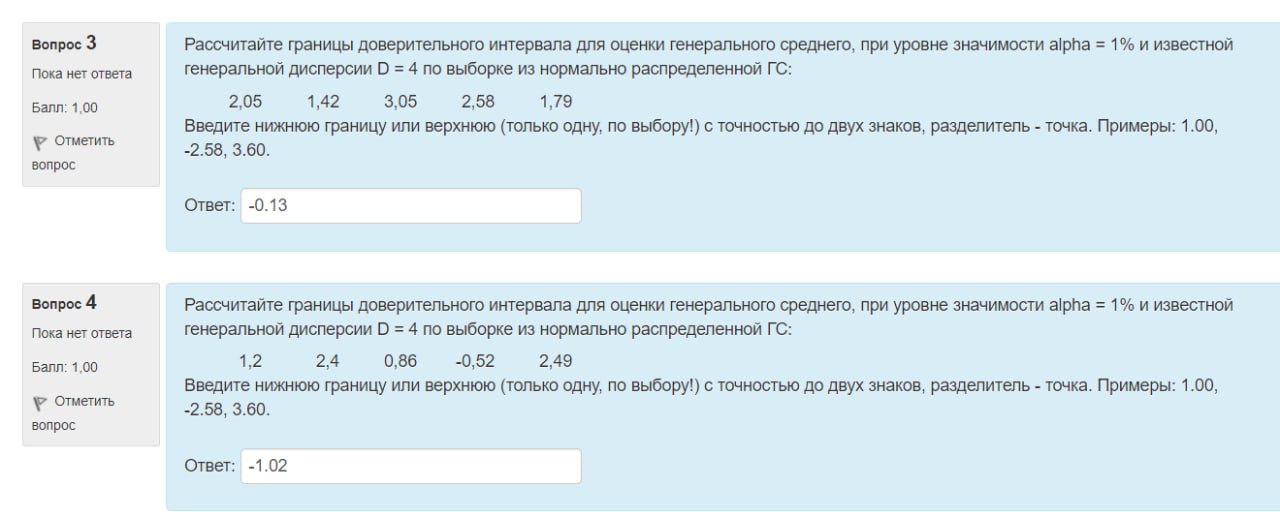 Вопрос 3
Пока нет ответа
Балл: 1,00
Отметить
вопрос
Рассчитайте границы доверительного интервала для оценки генерального среднего, при уровне значимости alpha = 1% и известной
генеральной дисперсии D = 4 по выборке из нормально распределенной ГС:
2,05 1,42 3,05 2,58 1,79
Введите нижнюю границу или верхнюю (только одну, по выбору!) с точностью до двух знаков, разделитель - точка. Примеры: 1.00,
-2.58, 3.60.
Ответ: -0.13
Вопрос 4
Пока нет ответа
Балл: 1,00
Отметить
вопрос
Рассчитайте границы доверительного интервала для оценки генерального среднего, при уровне значимости alpha = 1% и известной
генеральной дисперсии D = 4 по выборке из нормально распределенной ГС:
1,2 2,4 0,86 -0,52 2,49
Введите нижнюю границу или верхнюю (только одну, по выбору!) с точностью до двух знаков, разделитель - точка. Примеры: 1.00,
-2.58, 3.60.
Ответ: -1.02